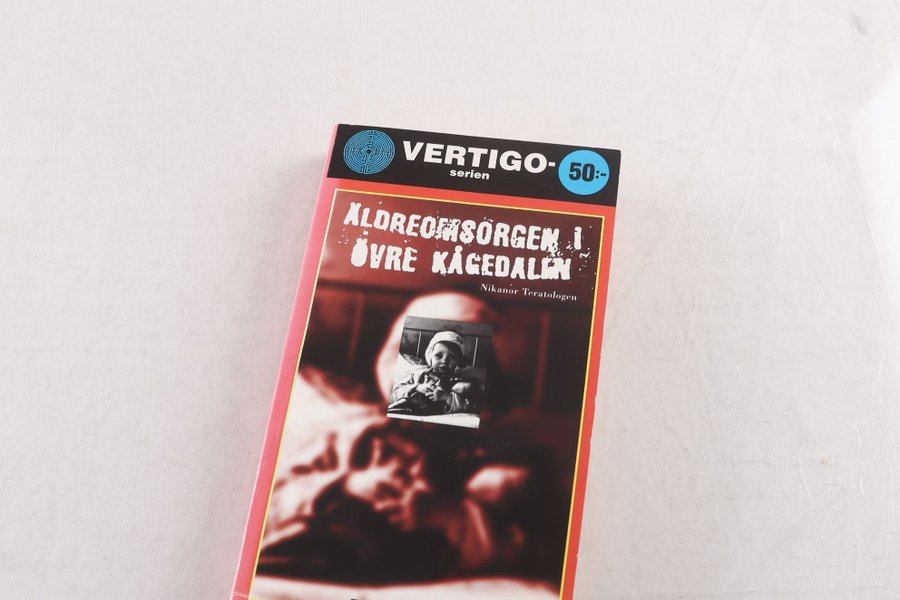 VERTIGO-
serien
50:-
ÄLDREOMSORGEN I
ÖVRE KÅGEDALEN
Nikanor Teratologen